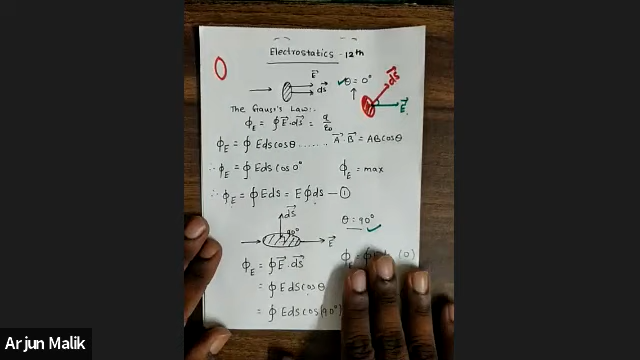 Electrostatics - 12th
E⃗
ds⃗
✓θ = 0°
ds⃗
E⃗
The Gauss's Law:-
ϕE = ∮ E⃗. ds⃗ = q/ε0
ϕE = ∮ Eds cosθ ....... A⃗ · B⃗ = AB cosθ
∴ ϕE = ∮ Eds cos 0° ϕE = max
∴ ϕE = ∮ Eds = E ∮ ds — ①
ds⃗
90°
E⃗
θ = 90° ✓
ϕE = ∮ E⃗. ds⃗
(0)
= ∮ E ds cosθ
= ∮ Eds cos(90°)
Arjun Malik